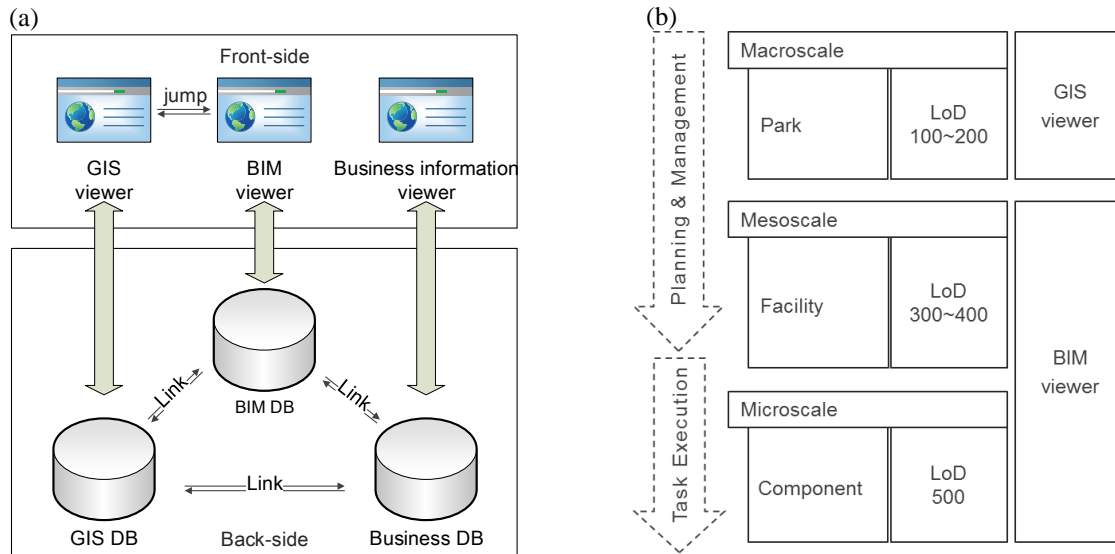 (a)
Front-side
jump
GIS
viewer
BIM
viewer
Business information
viewer
BIM DB
Link
Link
Link
GIS DB
Business DB
Back-side
(b)
Planning & Management
Task Execution
Macroscale
Park
LoD
100~200
GIS
viewer
Mesoscale
Facility
LoD
300~400
BIM
viewer
Microscale
Component
LoD
500